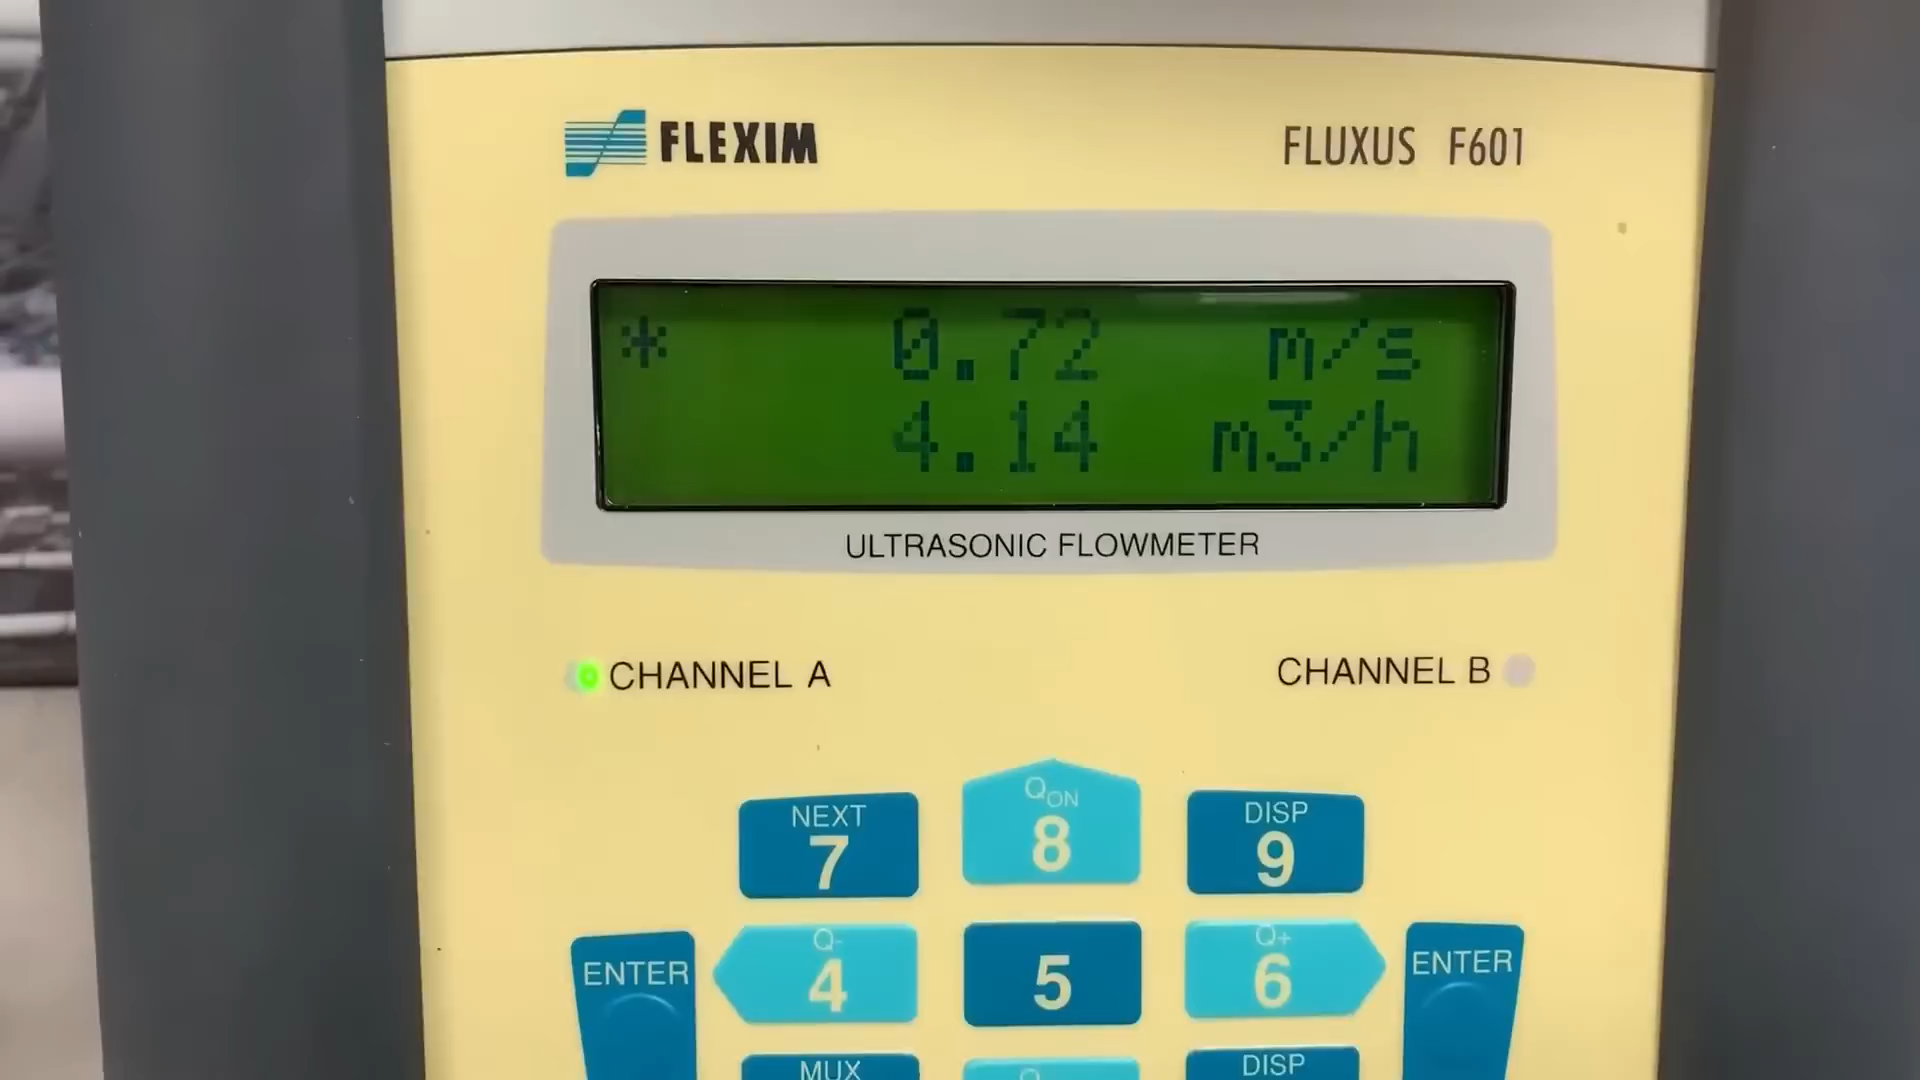 FLEXIM
FLUXUS F601
* 0.72 m/s
4.14 m3/h
ULTRASONIC FLOWMETER
CHANNEL A
CHANNEL B
NEXT
7
QON
8
DISP
9
ENTER
Q-
4
5
Q+
6
ENTER
MUX
Q
DISP